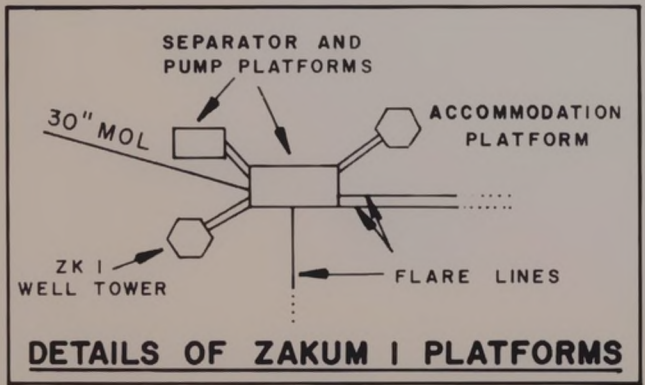 SEPARATOR AND
PUMP PLATFORMS
30" MOL
ACCOMMODATION
PLATFORM
ZK I
WELL TOWER
FLARE LINES
DETAILS OF ZAKUM I PLATFORMS